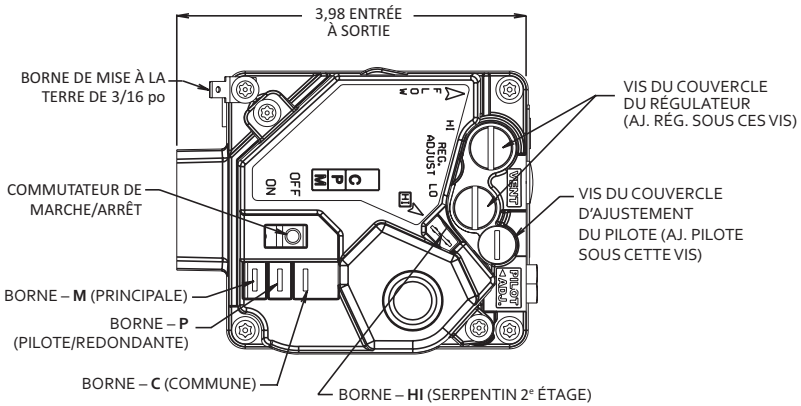 3,98 ENTRÉE
À SORTIE
BORNE DE MISE À LA
TERRE DE 3/16 po
VIS DU COUVERCLE
DU RÉGULATEUR
(AJ. RÉG. SOUS CES VIS)
FLOW
HI
REG.
ADJUST
LO
VENT
HI
C
P
M
OFF
ON
COMMUTATEUR DE
MARCHE/ARRÊT
VIS DU COUVERCLE
D'AJUSTEMENT
DU PILOTE (AJ. PILOTE
SOUS CETTE VIS)
PILOT
ADJ.
BORNE – M (PRINCIPALE)
BORNE – P
(PILOTE/REDONDANTE)
BORNE – C (COMMUNE)
BORNE – HI (SERPENTIN 2e ÉTAGE)